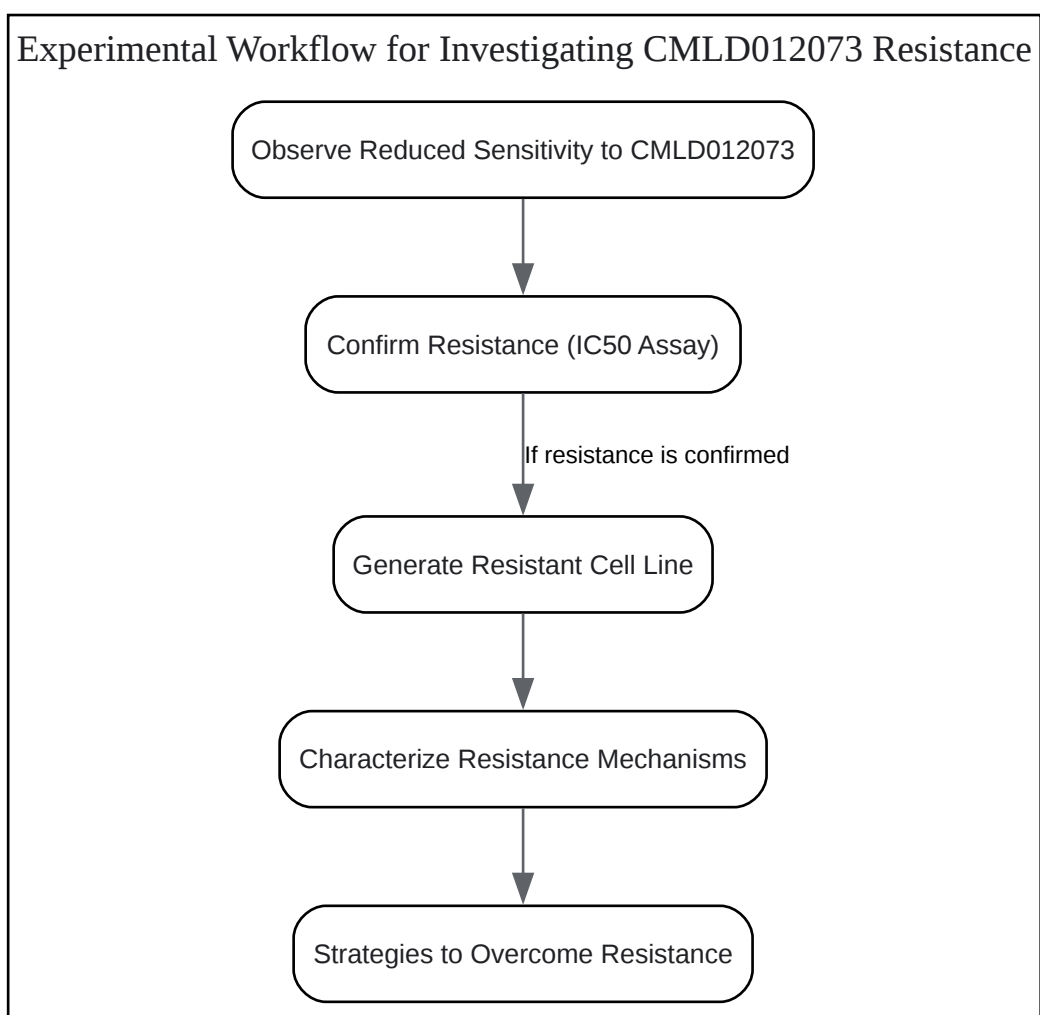 Experimental Workflow for Investigating CMLD012073 Resistance
Observe Reduced Sensitivity to CMLD012073
Confirm Resistance (IC50 Assay)
If resistance is confirmed
Generate Resistant Cell Line
Characterize Resistance Mechanisms
Strategies to Overcome Resistance